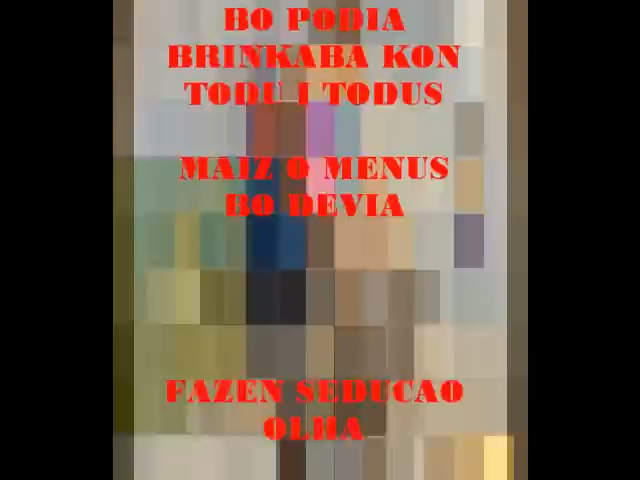 BO PODIA
BRINKABA KON
TODU I TODUS
MAIZ O MENUS
BO DEVIA
FAZEN SEDUCAO
OLHA